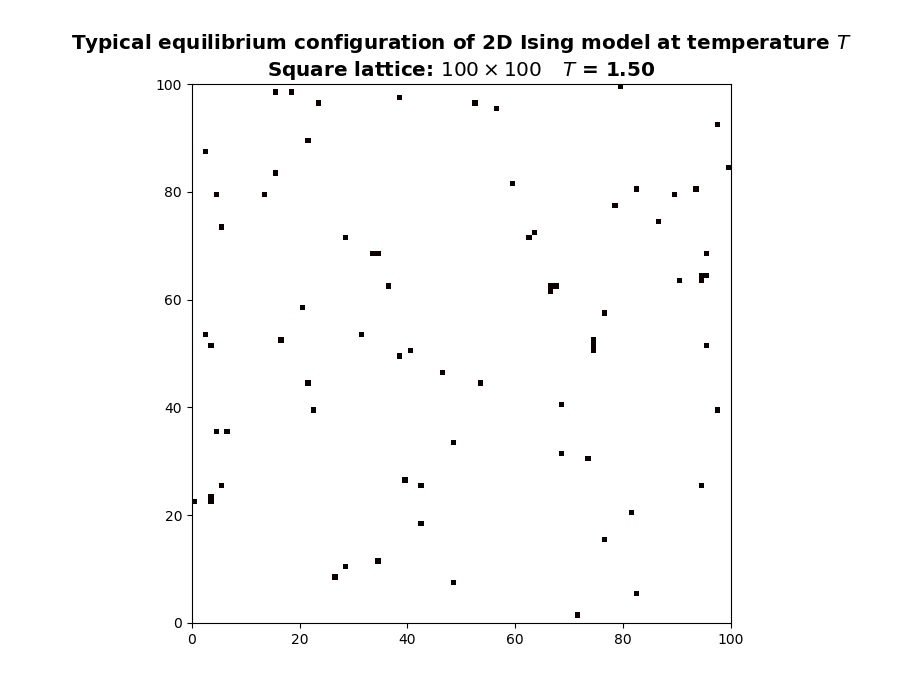 Typical equilibrium configuration of 2D Ising model at temperature T
Square lattice: 100 × 100 T = 1.50
100
80
60
40
20
0
0 20 40 60 80 100